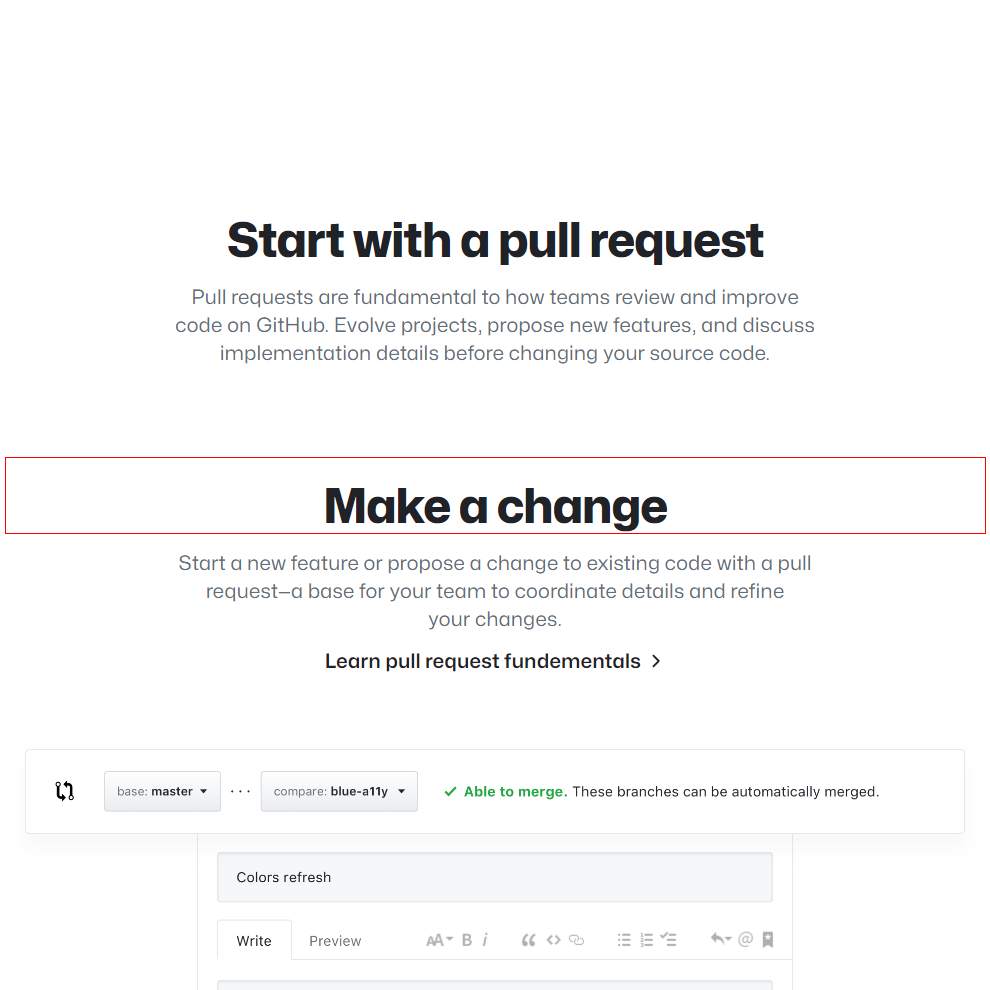 Start with a pull request
Pull requests are fundamental to how teams review and improve
code on GitHub. Evolve projects, propose new features, and discuss
implementation details before changing your source code.
Make a change
Start a new feature or propose a change to existing code with a pull
request—a base for your team to coordinate details and refine
your changes.
Learn pull request fundementals
base: master ··· compare: blue-a11y Able to merge. These branches can be automatically merged.
Colors refresh
Write Preview AA B i